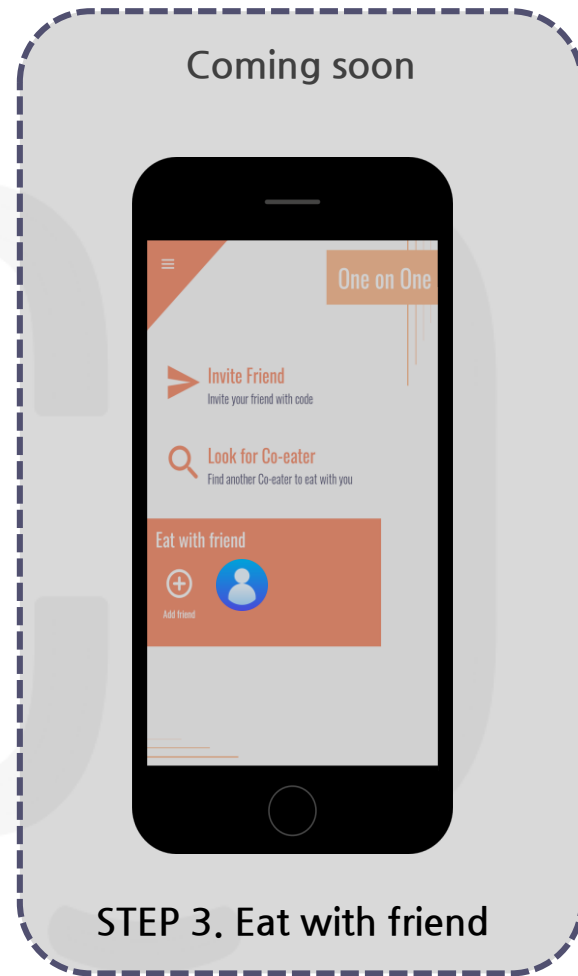 Coming soon
One on One
Invite Friend
Invite your friend with code
Look for Co-eater
Find another Co-eater to eat with you
Eat with friend
Add friend
STEP 3. Eat with friend